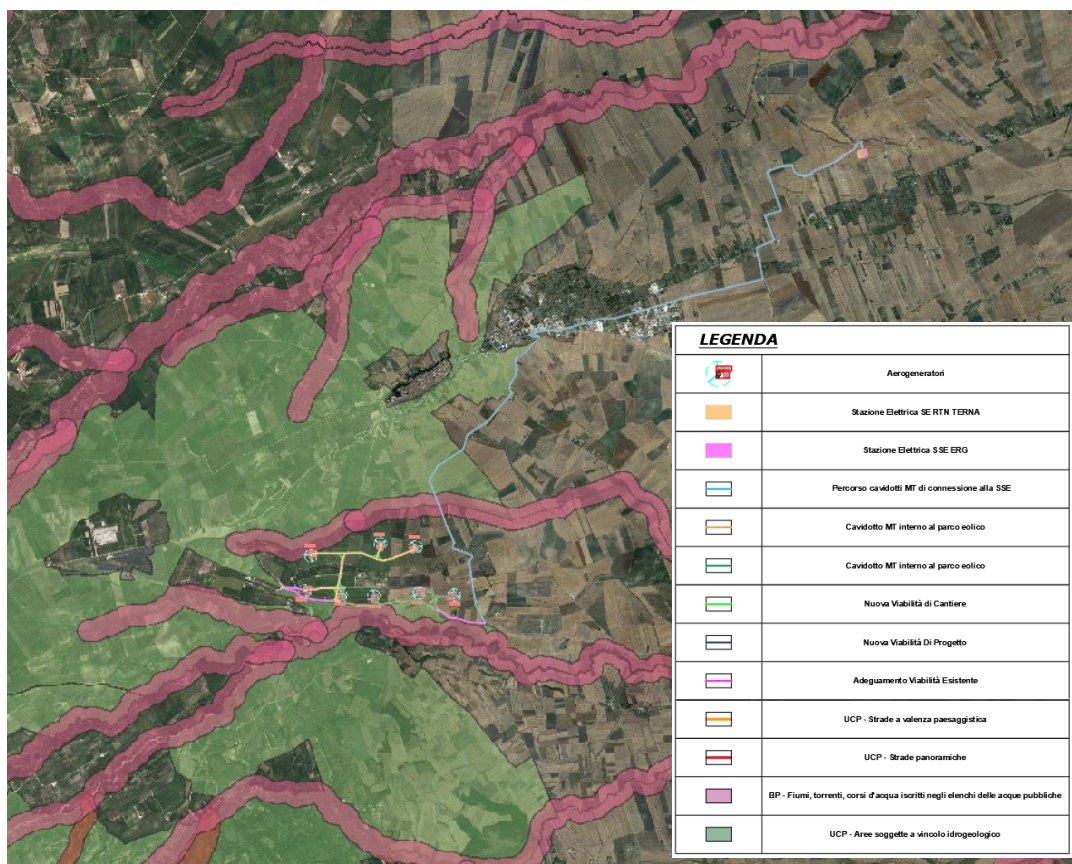 LEGENDA
Aerogeneratori
Stazione Elettrica SE RTN TERNA
Stazione Elettrica SSE ERG
Percorso cavidotti MT di connessione alla SSE
Cavidotto MT interno al parco eolico
Cavidotto MT interno al parco eolico
Nuova Viabilità di Cantiere
Nuova Viabilità Di Progetto
Adeguamento Viabilità Esistente
UCP - Strade a valenza paesaggistica
UCP - Strade panoramiche
BP - Fiumi, torrenti, corsi d'acqua iscritti negli elenchi delle acque pubbliche
UCP - Aree soggette a vincolo idrogeologico